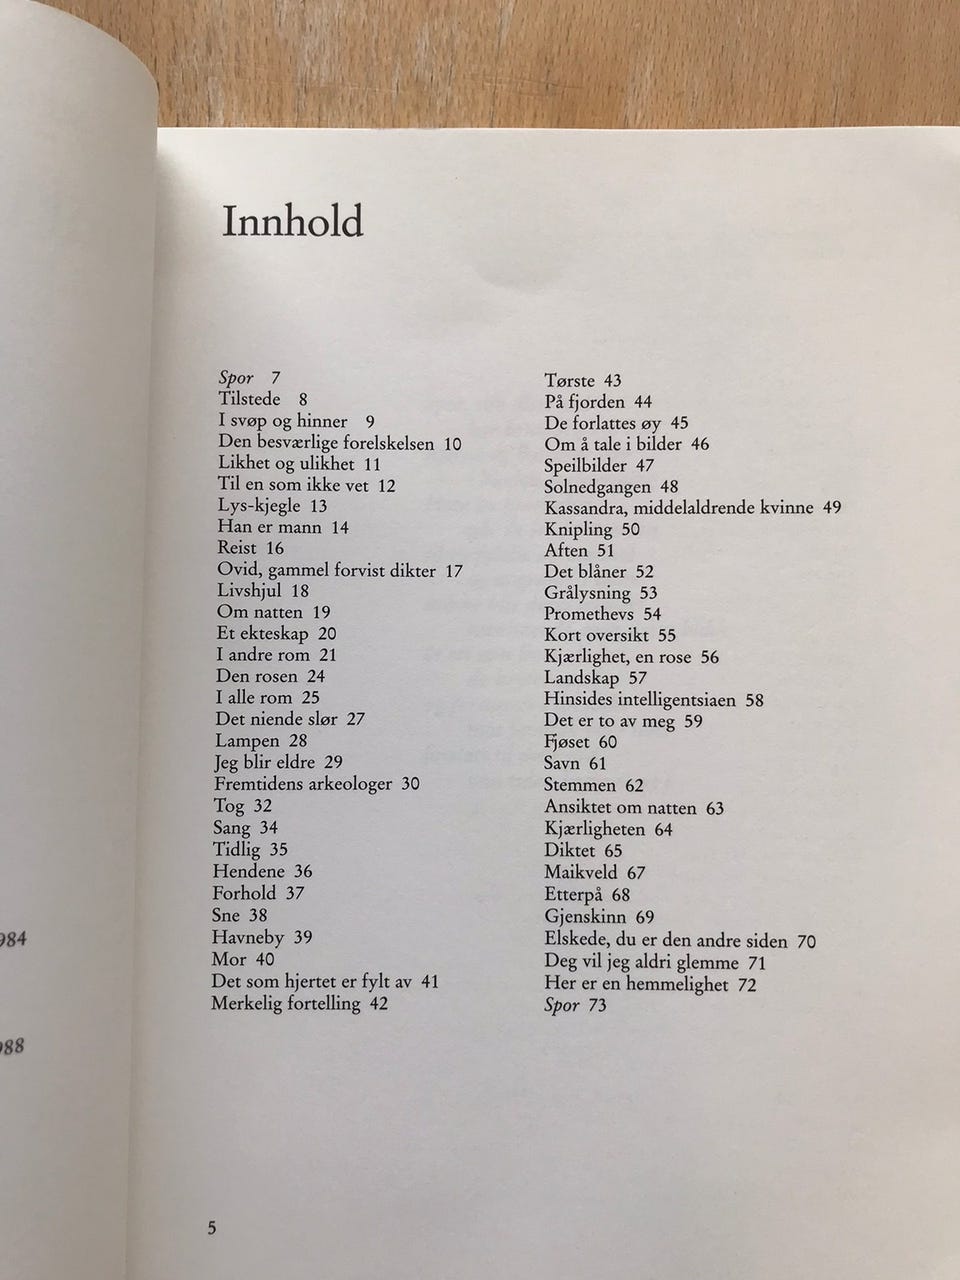 984
988
Innhold
Spor 7
Tilstede 8
I svøp og hinner 9
Den besværlige forelskelsen 10
Likhet og ulikhet 11
Til en som ikke vet 12
Lys-kjegle 13
Han er mann 14
Reist 16
Ovid, gammel forvist dikter 17
Livshjul 18
Om natten 19
Et ekteskap 20
I andre rom 21
Den rosen 24
I alle rom 25
Det niende slør 27
Lampen 28
Jeg blir eldre 29
Fremtidens arkeologer 30
Tog 32
Sang 34
Tidlig 35
Hendene 36
Forhold 37
Sne 38
Havneby 39
Mor 40
Det som hjertet er fylt av 41
Merkelig fortelling 42
Tørste 43
På fjorden 44
De forlattes øy 45
Om å tale i bilder 46
Speilbilder 47
Solnedgangen 48
Kassandra, middelaldrende kvinne 49
Knipling 50
Aften 51
Det blåner 52
Grålysning 53
Promethevs 54
Kort oversikt 55
Kjærlighet, en rose 56
Landskap 57
Hinsides intelligentsiaen 58
Det er to av meg 59
Fjøset 60
Savn 61
Stemmen 62
Ansiktet om natten 63
Kjærligheten 64
Diktet 65
Maikveld 67
Etterpå 68
Gjenskinn 69
Elskede, du er den andre siden 70
Deg vil jeg aldri glemme 71
Her er en hemmelighet 72
Spor 73
5